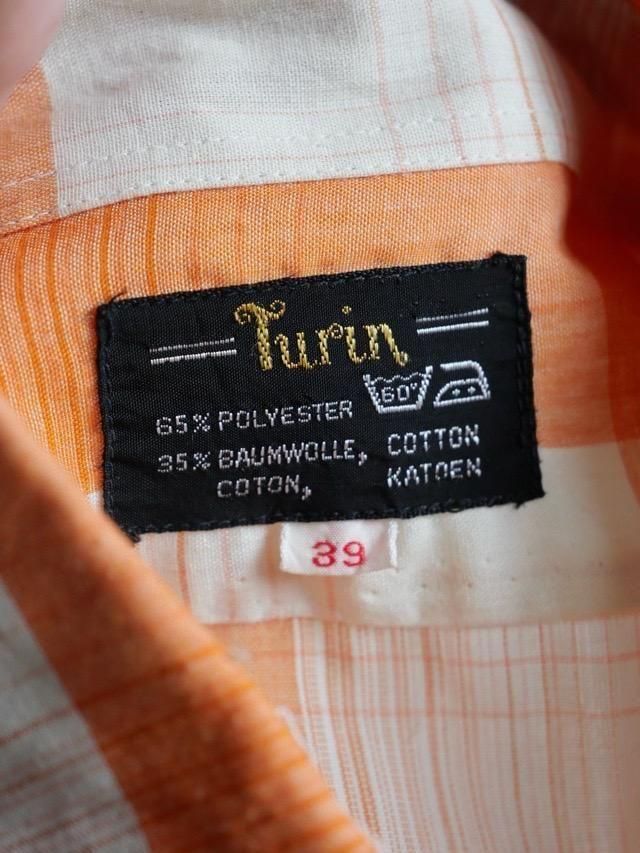 Turin
60°
65% POLYESTER
35% BAUMWOLLE, COTTON
COTON, KATOEN
39